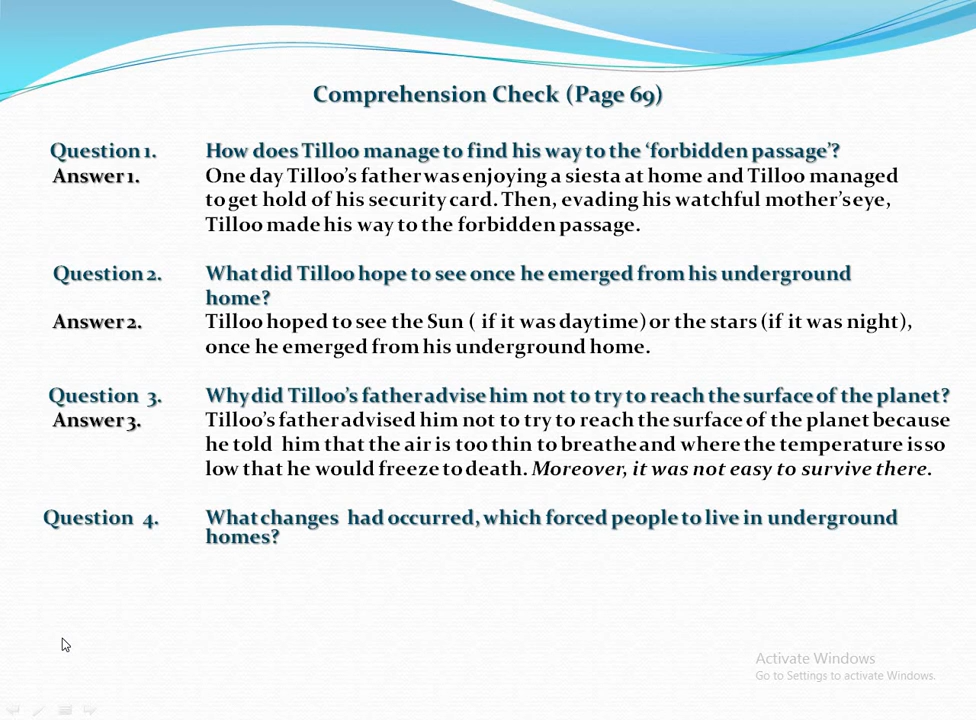 Comprehension Check (Page 69)
Question 1. How does Tilloo manage to find his way to the ‘forbidden passage’?
Answer 1. One day Tilloo’s father was enjoying a siesta at home and Tilloo managed
to get hold of his security card. Then, evading his watchful mother’s eye,
Tilloo made his way to the forbidden passage.
Question 2. What did Tilloo hope to see once he emerged from his underground
home?
Answer 2. Tilloo hoped to see the Sun ( if it was daytime) or the stars (if it was night),
once he emerged from his underground home.
Question 3. Why did Tilloo’s father advise him not to try to reach the surface of the planet?
Answer 3. Tilloo’s father advised him not to try to reach the surface of the planet because
he told him that the air is too thin to breathe and where the temperature is so
low that he would freeze to death. Moreover, it was not easy to survive there.
Question 4. What changes had occurred, which forced people to live in underground
homes?
Activate Windows
Go to Settings to activate Windows.